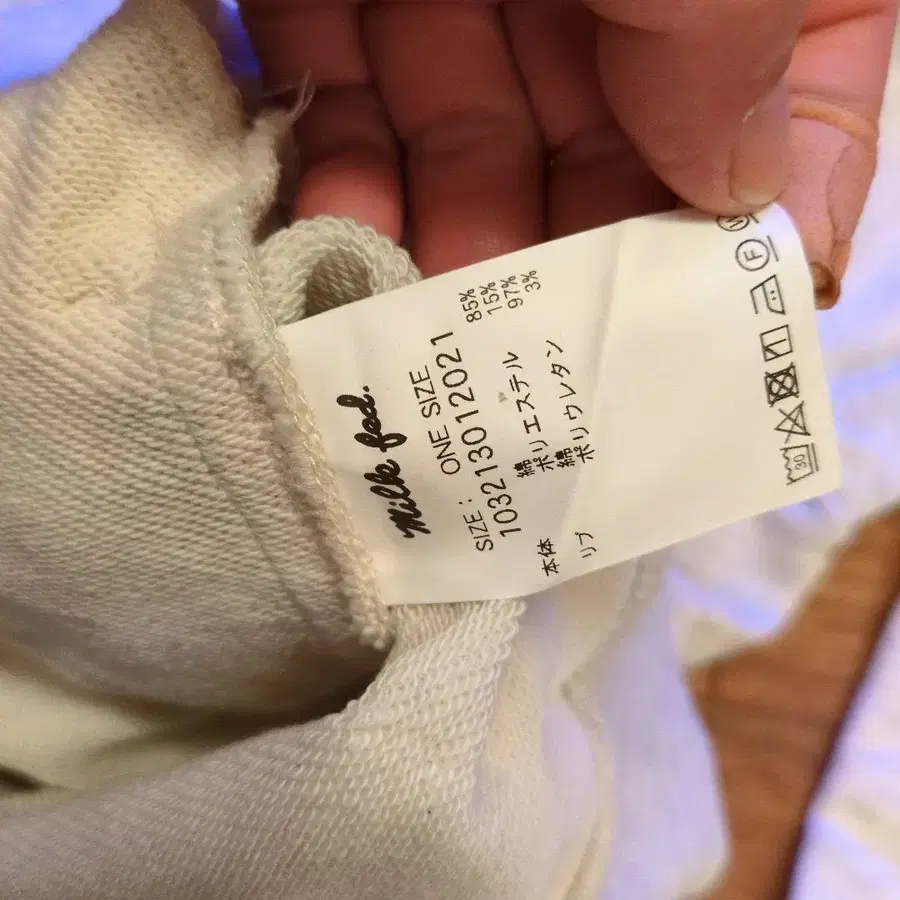 Milk fed.
SIZE : ONE SIZE
103213012021
本体 綿 85%
ポリエステル 15%
リブ 綿 97%
ポリウレタン 3%
30
F
W